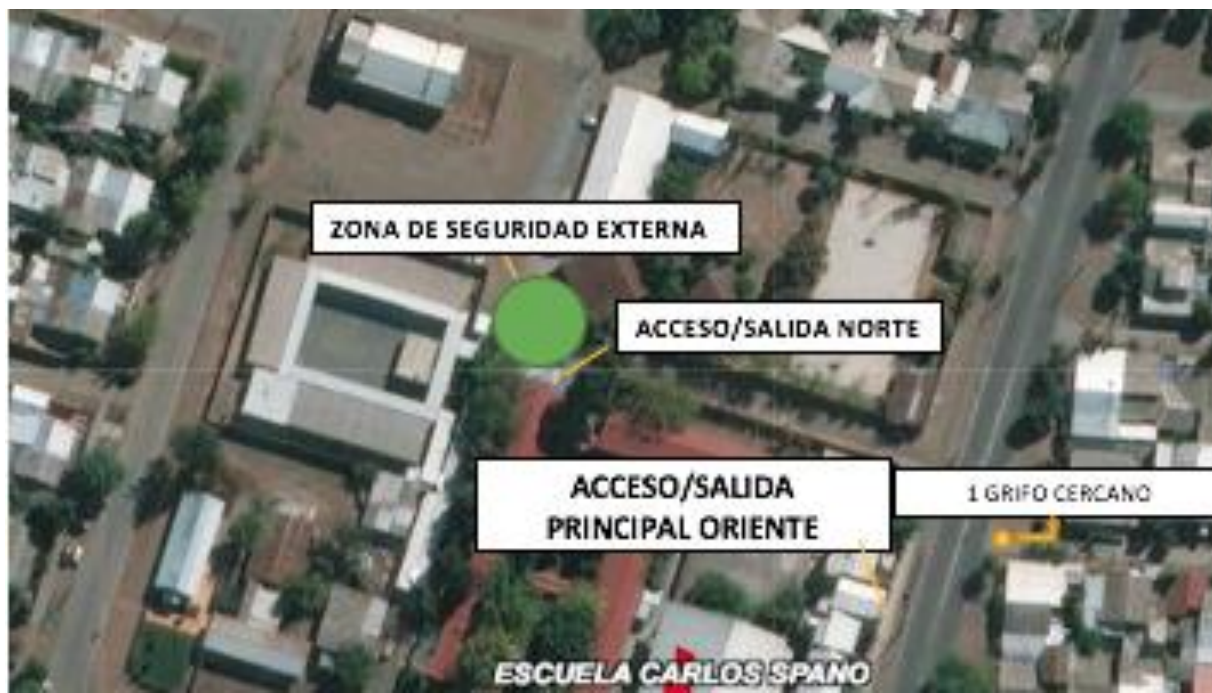 ZONA DE SEGURIDAD EXTERNA
ACCESO/SALIDA NORTE
ACCESO/SALIDA
PRINCIPAL ORIENTE
1 GRIFO CERCANO
ESCUELA CARLOS SPANO